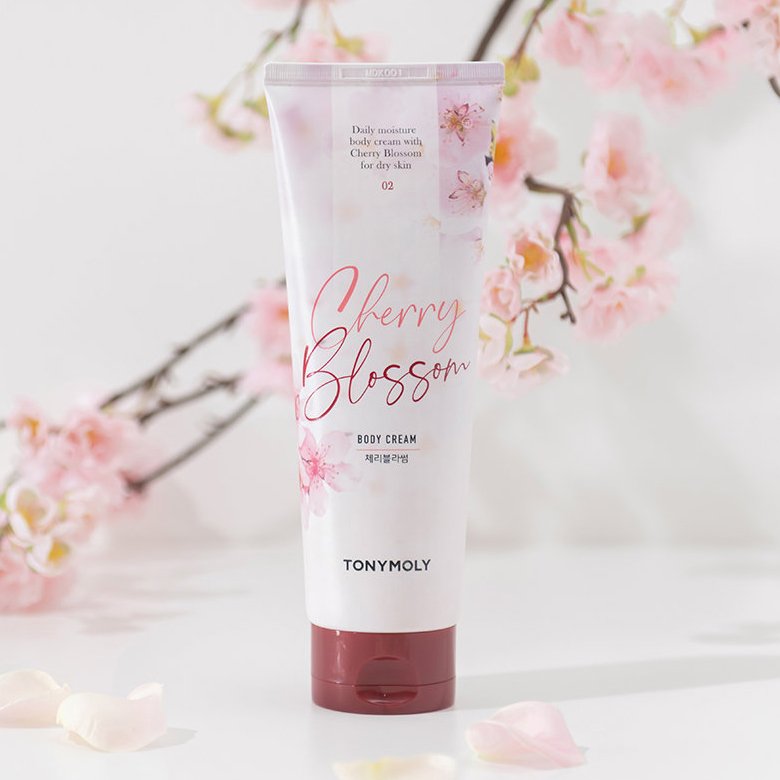 MDK001
Daily moisture
body cream with
Cherry Blossom
for dry skin
02
Cherry
Blossom
BODY CREAM
체리블라썸
TONYMOLY